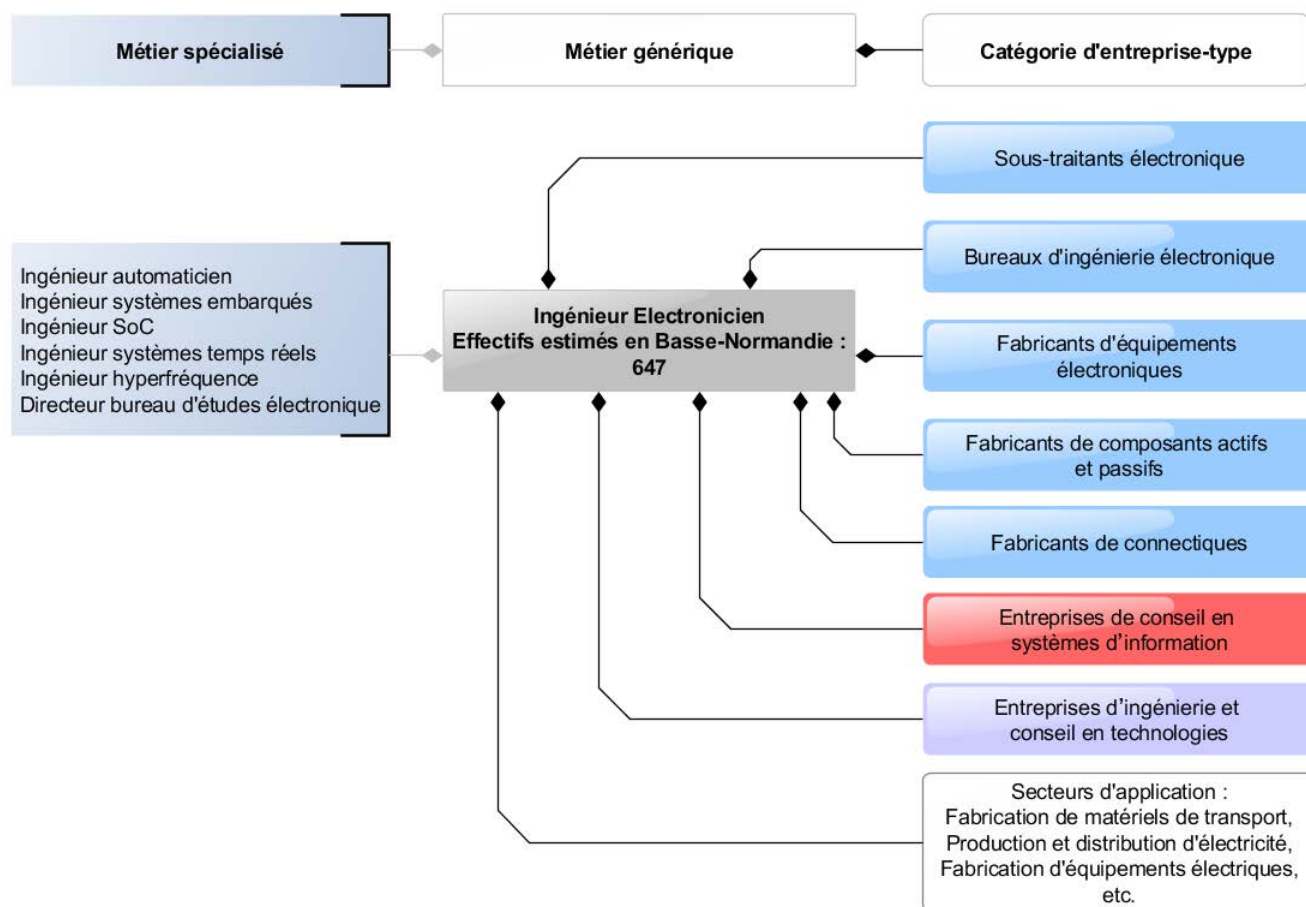 Métier spécialisé
Métier générique
Catégorie d'entreprise-type
Sous-traitants électronique
Bureaux d'ingénierie électronique
Ingénieur automaticien
Ingénieur systèmes embarqués
Ingénieur SoC
Ingénieur systèmes temps réels
Ingénieur hyperfréquence
Directeur bureau d'études électronique
Ingénieur Electronicien
Effectifs estimés en Basse-Normandie :
647
Fabricants d'équipements
électroniques
Fabricants de composants actifs
et passifs
Fabricants de connectiques
Entreprises de conseil en
systèmes d’information
Entreprises d’ingénierie et
conseil en technologies
Secteurs d'application :
Fabrication de matériels de transport,
Production et distribution d'électricité,
Fabrication d'équipements électriques,
etc.